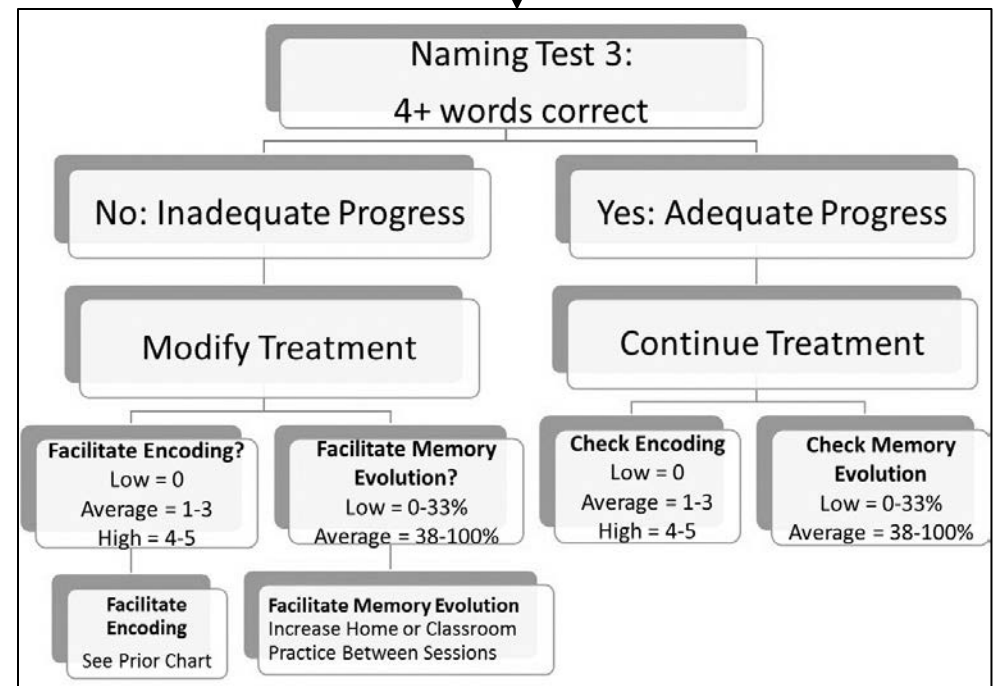 Naming Test 3:
4+ words correct
No: Inadequate Progress
Yes: Adequate Progress
Modify Treatment
Continue Treatment
Facilitate Encoding?
Low = 0
Average = 1-3
High = 4-5
Facilitate Memory
Evolution?
Low = 0-33%
Average = 38-100%
Check Encoding
Low = 0
Average = 1-3
High = 4-5
Check Memory
Evolution
Low = 0-33%
Average = 38-100%
Facilitate
Encoding
See Prior Chart
Facilitate Memory Evolution
Increase Home or Classroom
Practice Between Sessions